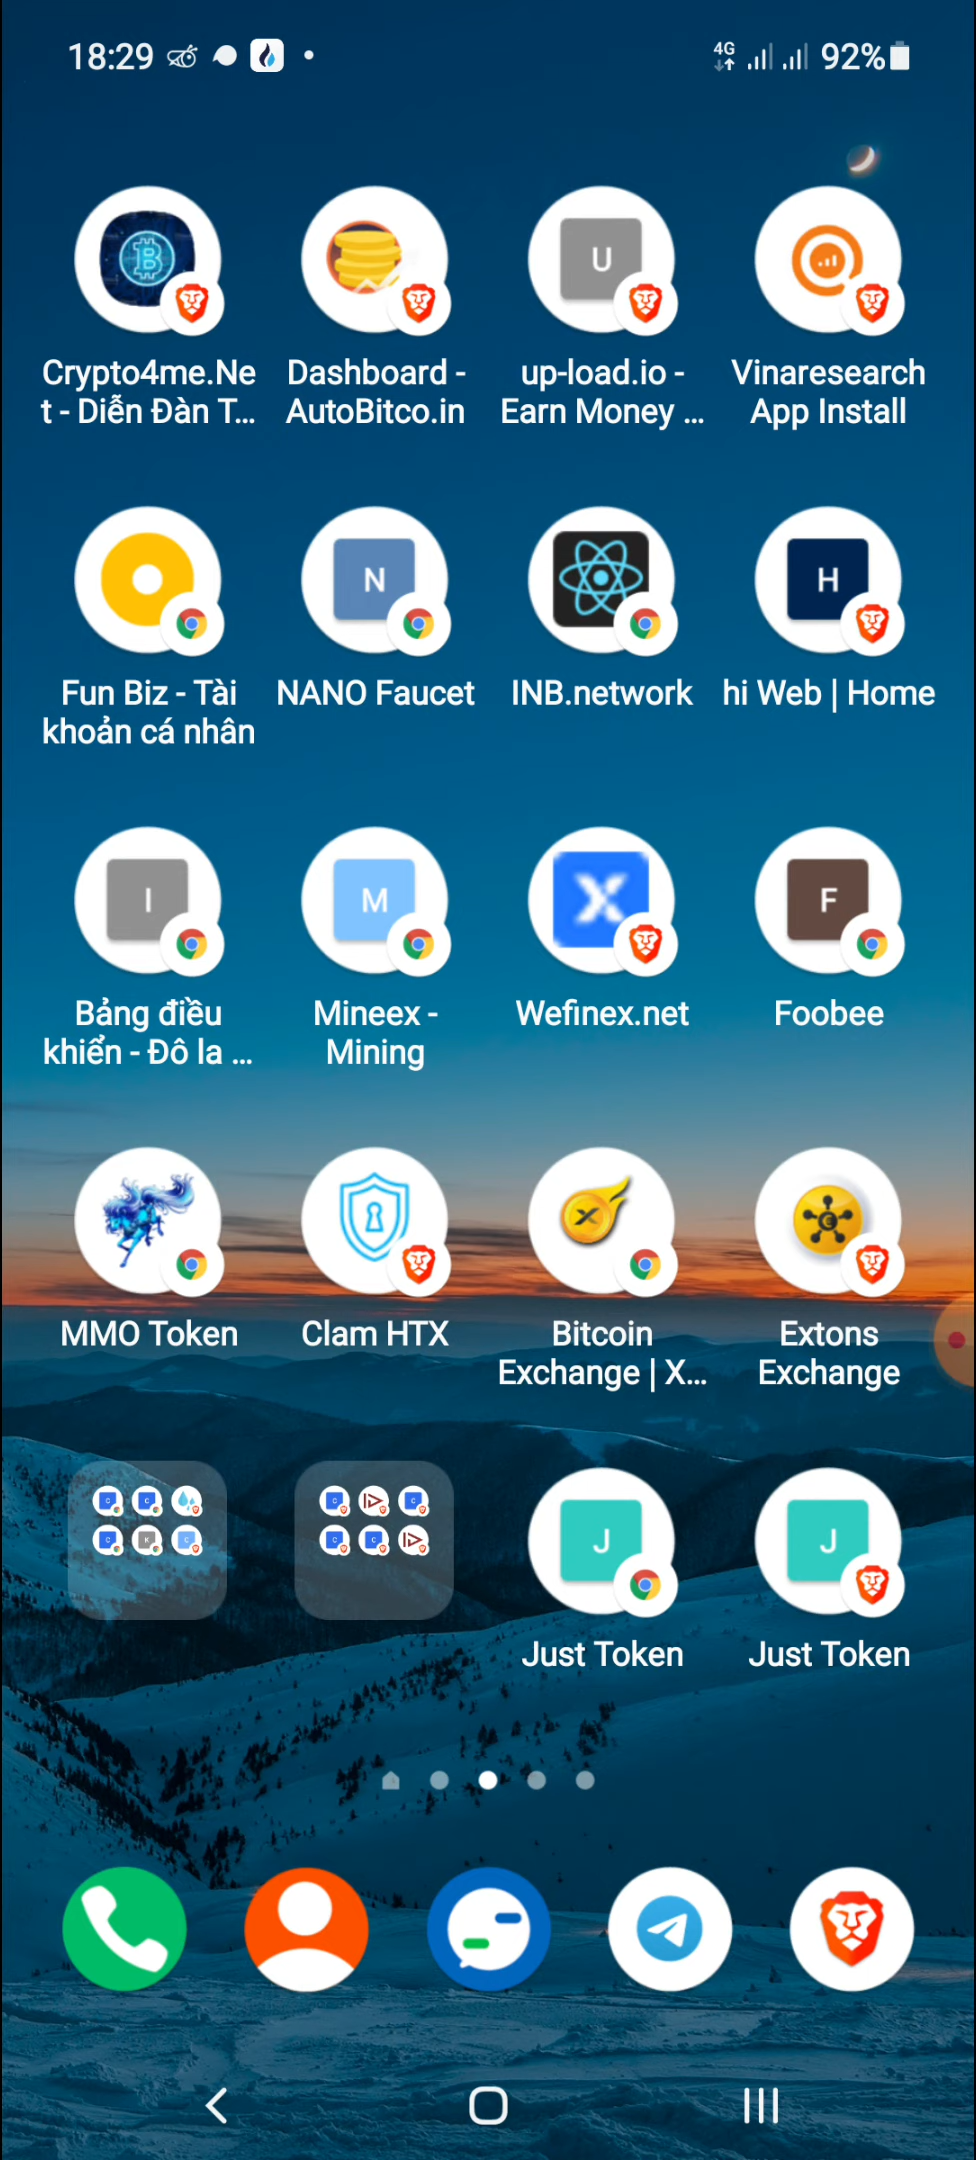 18:29 4G 92%
Crypto4me.Ne
t - Diễn Đàn T...
Dashboard -
AutoBitco.in
up-load.io -
Earn Money ...
Vinaresearch
App Install
U
Fun Biz - Tài
khoản cá nhân
N
NANO Faucet
INB.network
H
hi Web | Home
I
Bảng điều
khiển - Đô la ...
M
Mineex -
Mining
X
Wefinex.net
F
Foobee
MMO Token
Clam HTX
Bitcoin
Exchange | X...
Extons
Exchange
C C
C K C
C C
C C
J
Just Token
J
Just Token